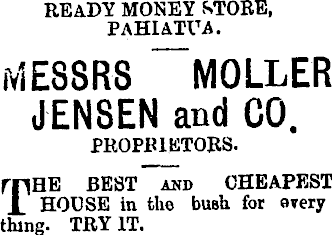 READY MONEY STORE,
PAHIATUA.
MESSRS MOLLER
JENSEN and CO.
PROPRIETORS.
THE BEST AND CHEAPEST
HOUSE in the bush for every
thing. TRY IT.